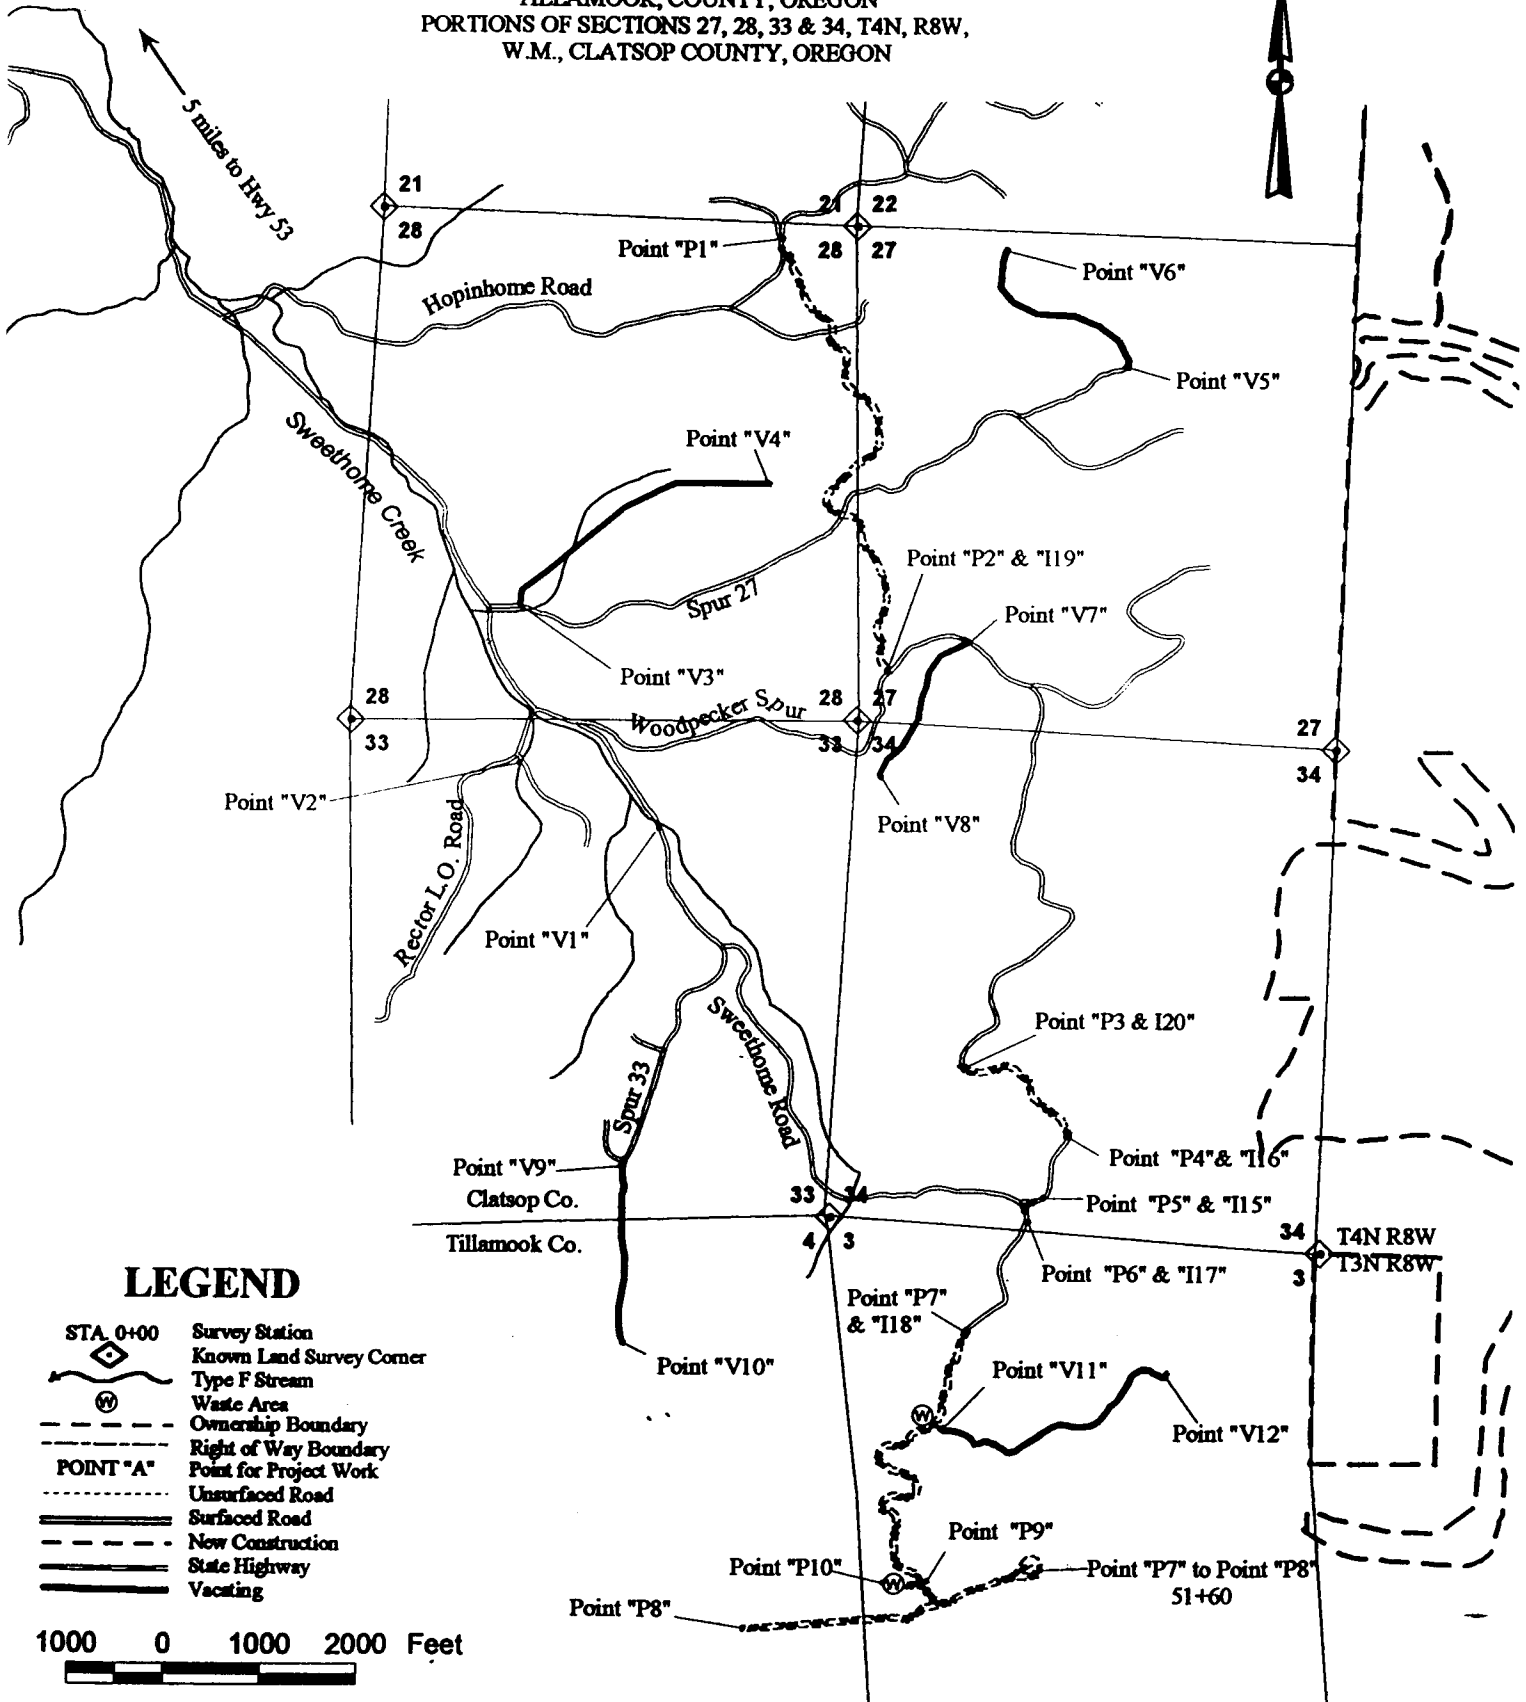 TILLAMOOK, COUNTY, OREGON
PORTIONS OF SECTIONS 27, 28, 33 & 34, T4N, R8W,
W.M., CLATSOP COUNTY, OREGON
5 miles to Hwy 53
21
28
21 22
28 27
Point "P1"
Point "V6"
Hopinhome Road
Point "V5"
Sweethome Creek
Point "V4"
Point "P2" & "I19"
Spur 27
Point "V7"
Point "V3"
28
33
Woodpecker Spur
28 27
33 34
27
34
Point "V2"
Point "V8"
Rector L.O. Road
Point "V1"
Sweethome Road
Point "P3 & I20"
Spur 33
Point "P4"& "I16"
Point "V9"
Clatsop Co.
Tillamook Co.
33 34
4 3
Point "P5" & "I15"
34 T4N R8W
3 T3N R8W
Point "P6" & "I17"
Point "P7"
& "I18"
Point "V10"
Point "V11"
W
Point "V12"
Point "P9"
Point "P10"
W
Point "P7" to Point "P8"
51+60
Point "P8"
LEGEND
STA. 0+00 Survey Station
Known Land Survey Corner
Type F Stream
W Waste Area
Ownership Boundary
Right of Way Boundary
POINT "A" Point for Project Work
Unsurfaced Road
Surfaced Road
New Construction
State Highway
Vacating
1000 0 1000 2000 Feet